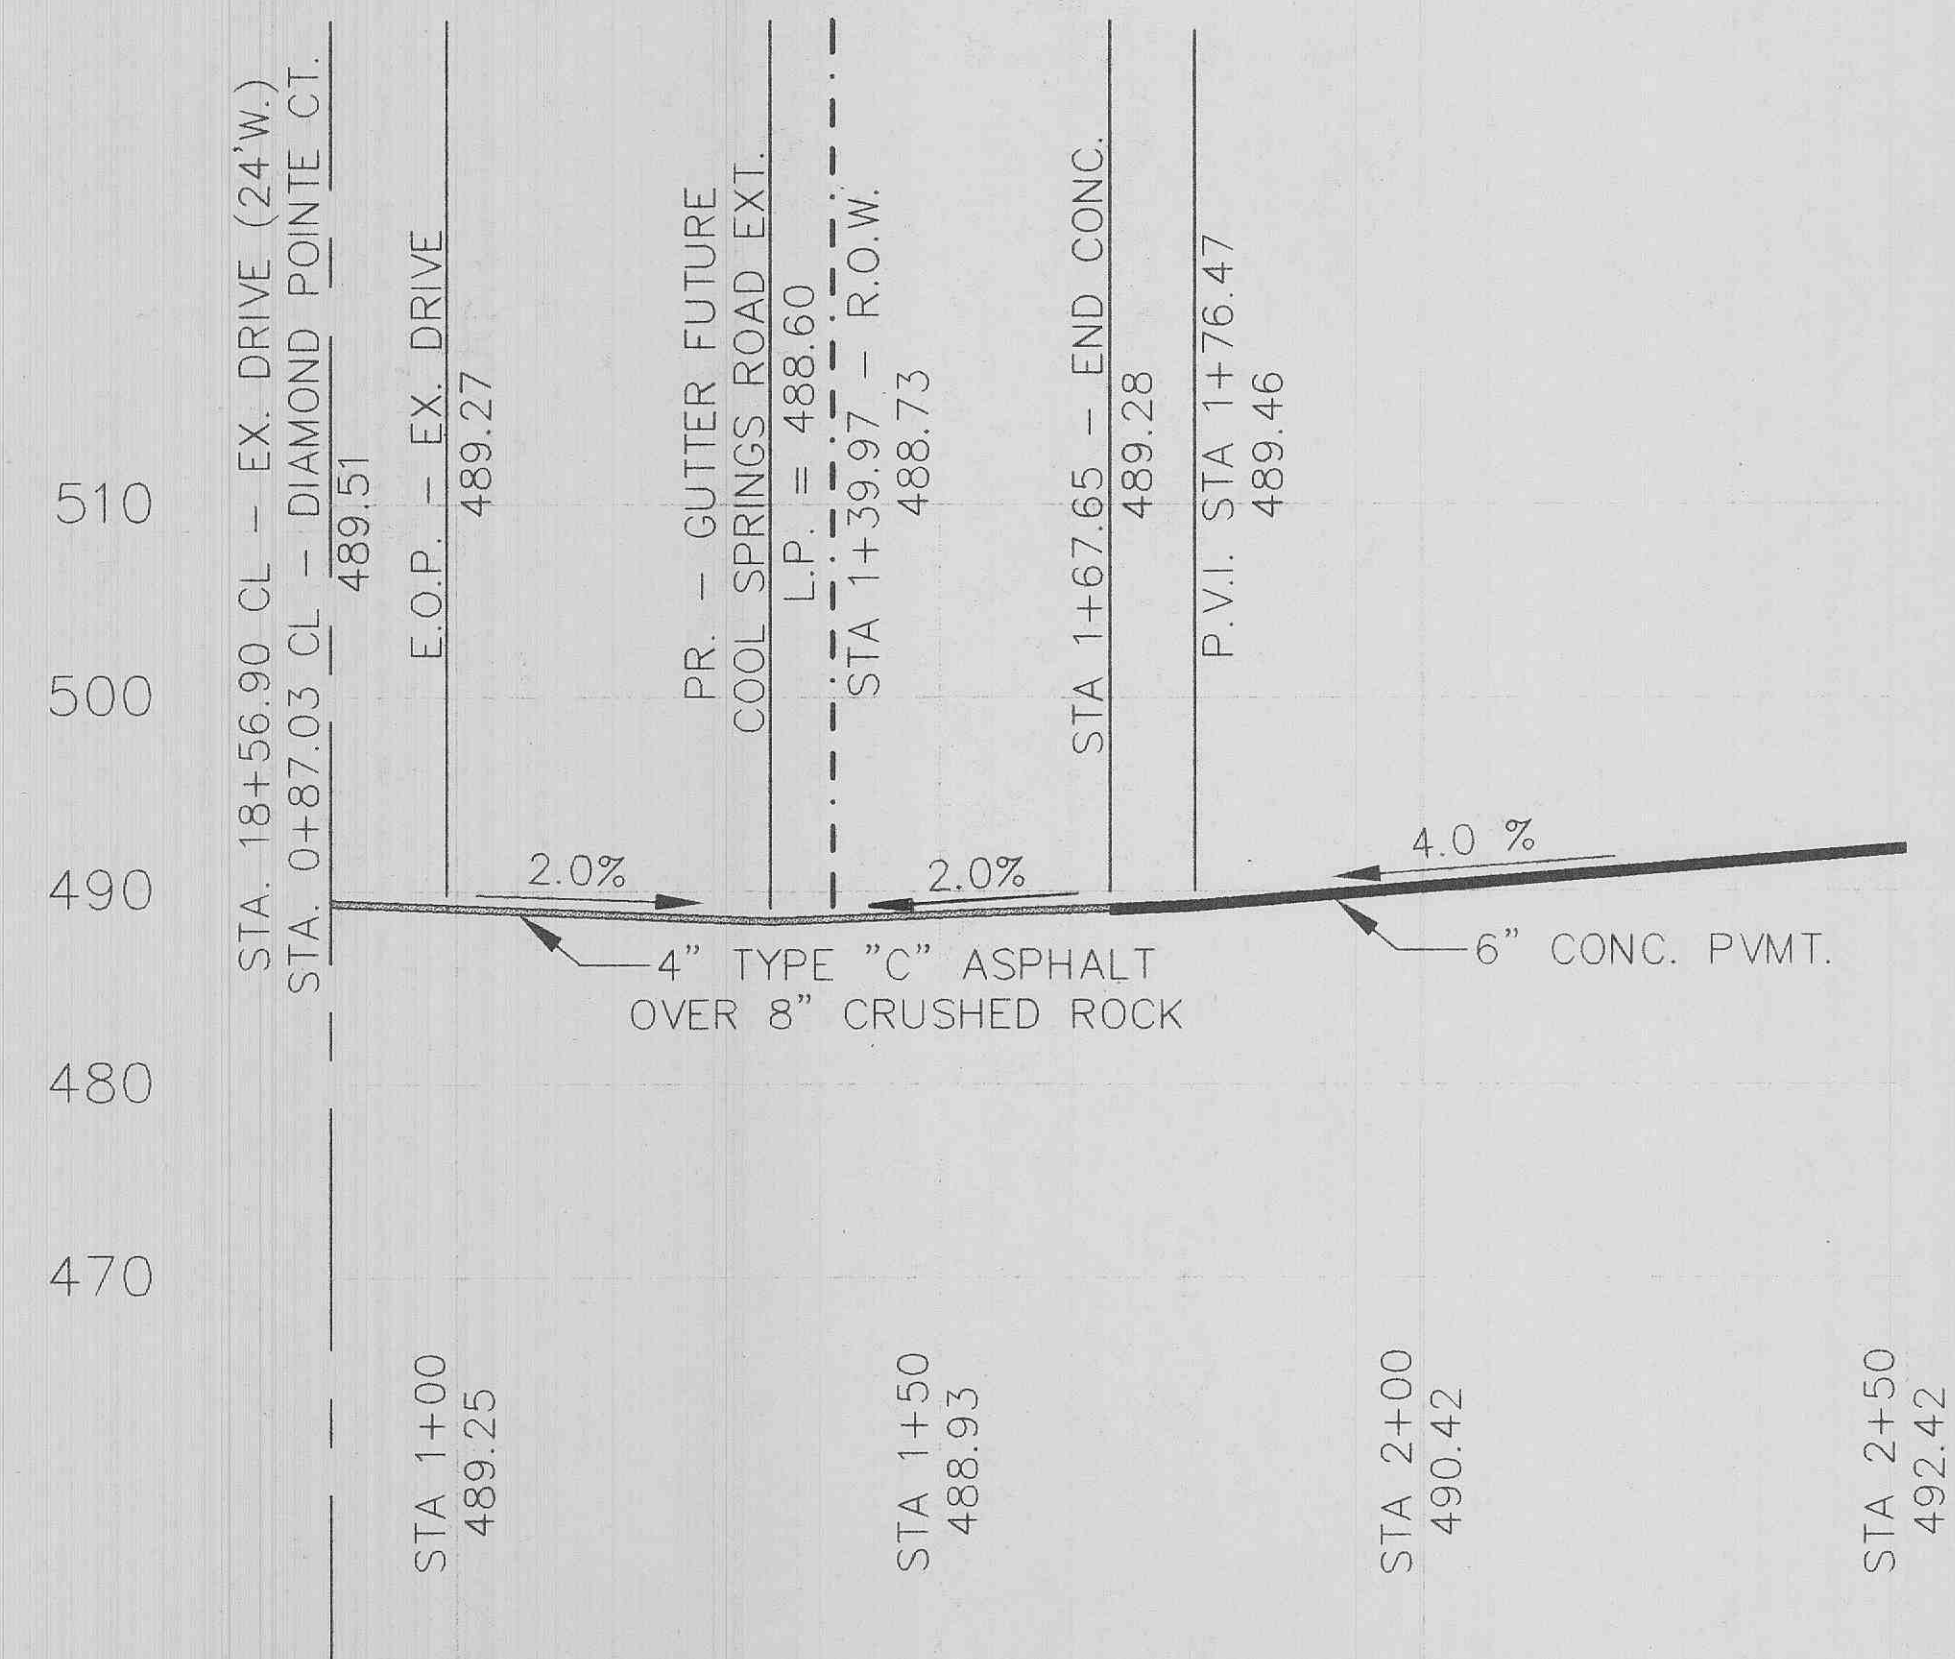 STA. 18+56.90 CL - EX. DRIVE (24'W.)
STA. 0+87.03 CL - DIAMOND POINTE CT.
489.51
E.O.P. - EX. DRIVE
489.27
PR. - GUTTER FUTURE
COOL SPRINGS ROAD EXT.
L.P. = 488.60
STA 1+39.97 - R.O.W.
488.73
STA 1+67.65 - END CONC.
489.28
P.V.I. STA 1+76.47
489.46
510
500
490
480
470
2.0%
2.0%
4.0 %
4" TYPE "C" ASPHALT
OVER 8" CRUSHED ROCK
6" CONC. PVMT.
STA 1+00
489.25
STA 1+50
488.93
STA 2+00
490.42
STA 2+50
492.42